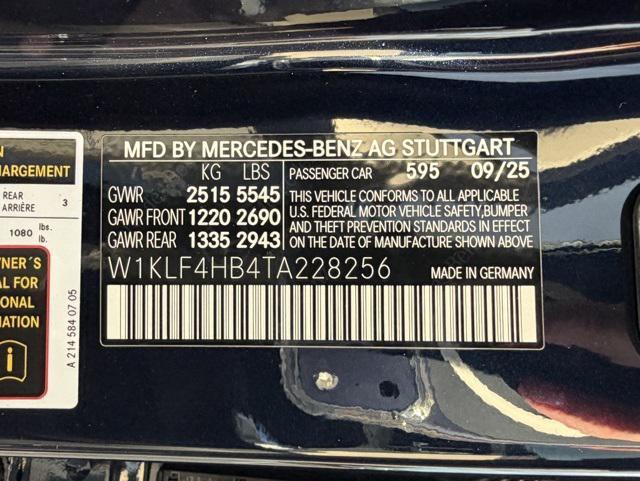 N
HARGEMENT
REAR
ARRIÈRE 3
1080 lbs.
lb.
NER´S
L FOR
ONAL
ATION
i
A 214 584 07 05
MFD BY MERCEDES-BENZ AG STUTTGART
KG LBS
GVWR 2515 5545
GAWR FRONT 1220 2690
GAWR REAR 1335 2943
PASSENGER CAR 595 09/25
THIS VEHICLE CONFORMS TO ALL APPLICABLE
U.S. FEDERAL MOTOR VEHICLE SAFETY,BUMPER
AND THEFT PREVENTION STANDARDS IN EFFECT
ON THE DATE OF MANUFACTURE SHOWN ABOVE.
W1KLF4HB4TA228256 MADE IN GERMANY